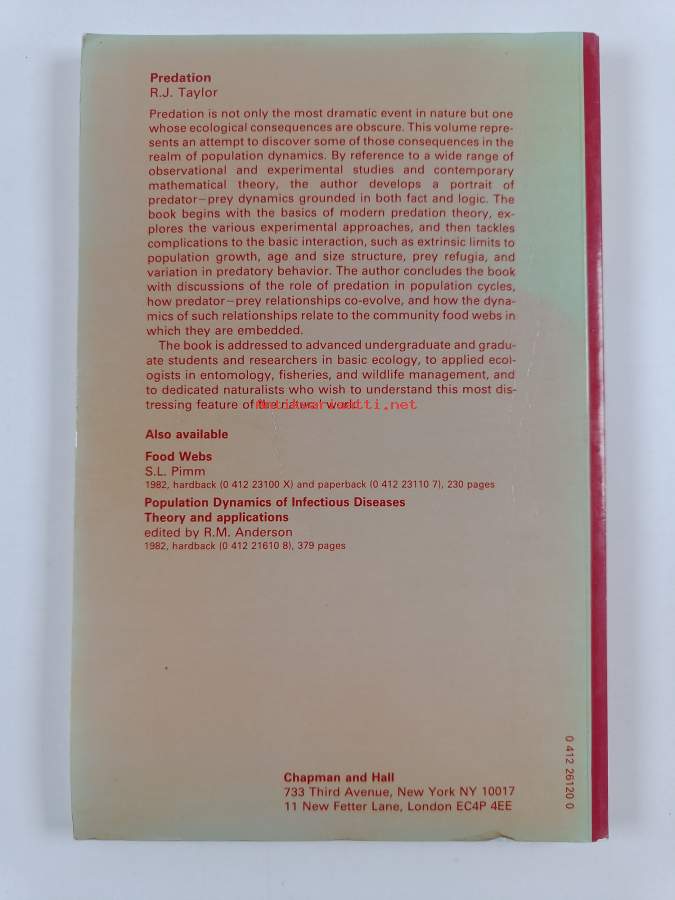 Predation
R.J. Taylor
Predation is not only the most dramatic event in nature but one
whose ecological consequences are obscure. This volume repre-
sents an attempt to discover some of those consequences in the
realm of population dynamics. By reference to a wide range of
observational and experimental studies and contemporary
mathematical theory, the author develops a portrait of
predator–prey dynamics grounded in both fact and logic. The
book begins with the basics of modern predation theory, ex-
plores the various experimental approaches, and then tackles
complications to the basic interaction, such as extrinsic limits to
population growth, age and size structure, prey refugia, and
variation in predatory behavior. The author concludes the book
with discussions of the role of predation in population cycles,
how predator–prey relationships co-evolve, and how the dyna-
mics of such relationships relate to the community food webs in
which they are embedded.
The book is addressed to advanced undergraduate and gradu-
ate students and researchers in basic ecology, to applied ecol-
ogists in entomology, fisheries, and wildlife management, and
to dedicated naturalists who wish to understand this most dis-
tressing feature of
Also available
Food Webs
S.L. Pimm
1982, hardback (0 412 23100 X) and paperback (0 412 23110 7), 230 pages
Population Dynamics of Infectious Diseases
Theory and applications
edited by R.M. Anderson
1982, hardback (0 412 21610 8), 379 pages
Chapman and Hall
733 Third Avenue, New York NY 10017
11 New Fetter Lane, London EC4P 4EE
0 412 26120 0